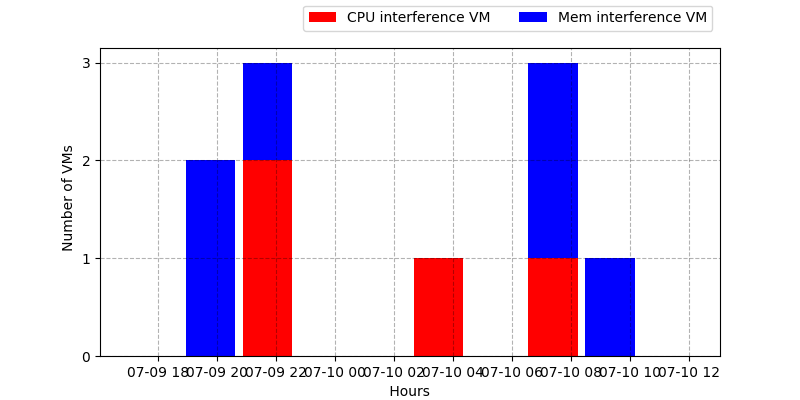 CPU interference VM Mem interference VM
3
2
1
0
Number of VMs
07-09 18 07-09 20 07-09 22 07-10 00 07-10 02 07-10 04 07-10 06 07-10 08 07-10 10 07-10 12
Hours